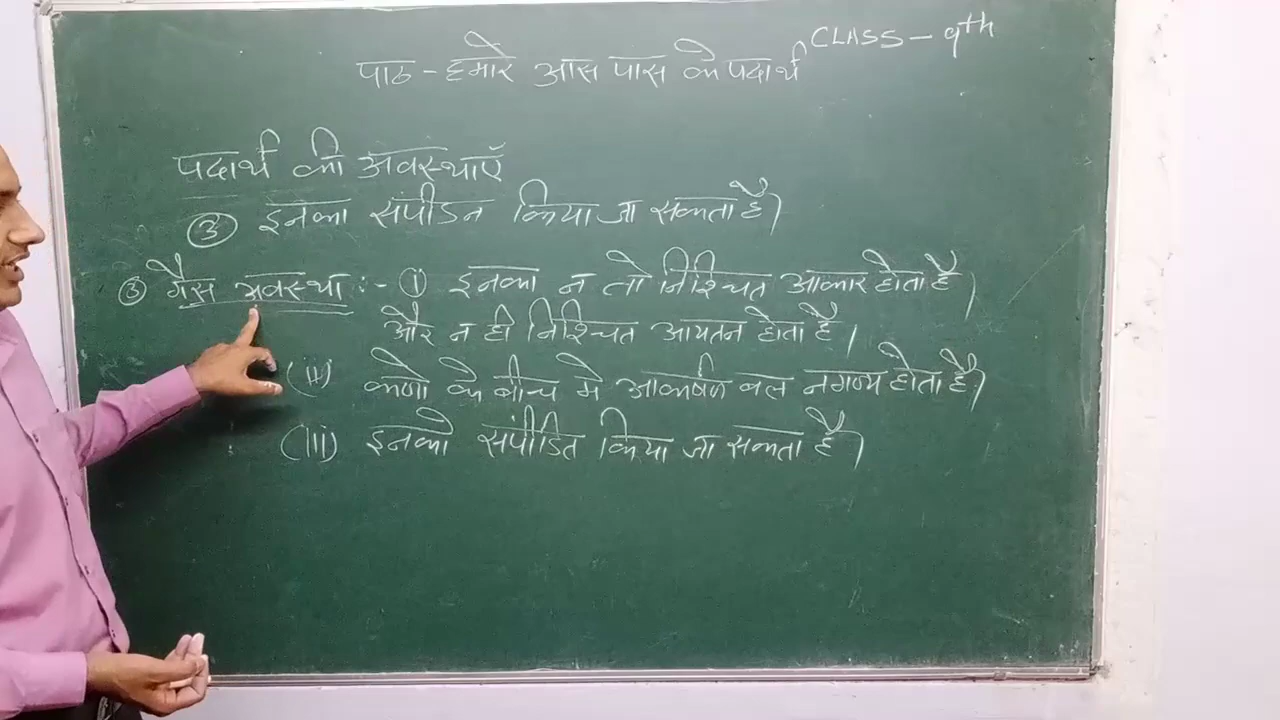 CLASS - 9th
पाठ - हमारे आस पास के पदार्थ
पदार्थ की अवस्थाएँ
③ इनका संपीडन किया जा सकता है।
③ गैस अवस्था :- (i) इनका न तो निश्चित आकार होता है,
और न ही निश्चित आयतन होता है।
(ii) कणो के बीच मे आकर्षण बल नगण्य होता है।
(iii) इनको संपीडित किया जा सकता है।